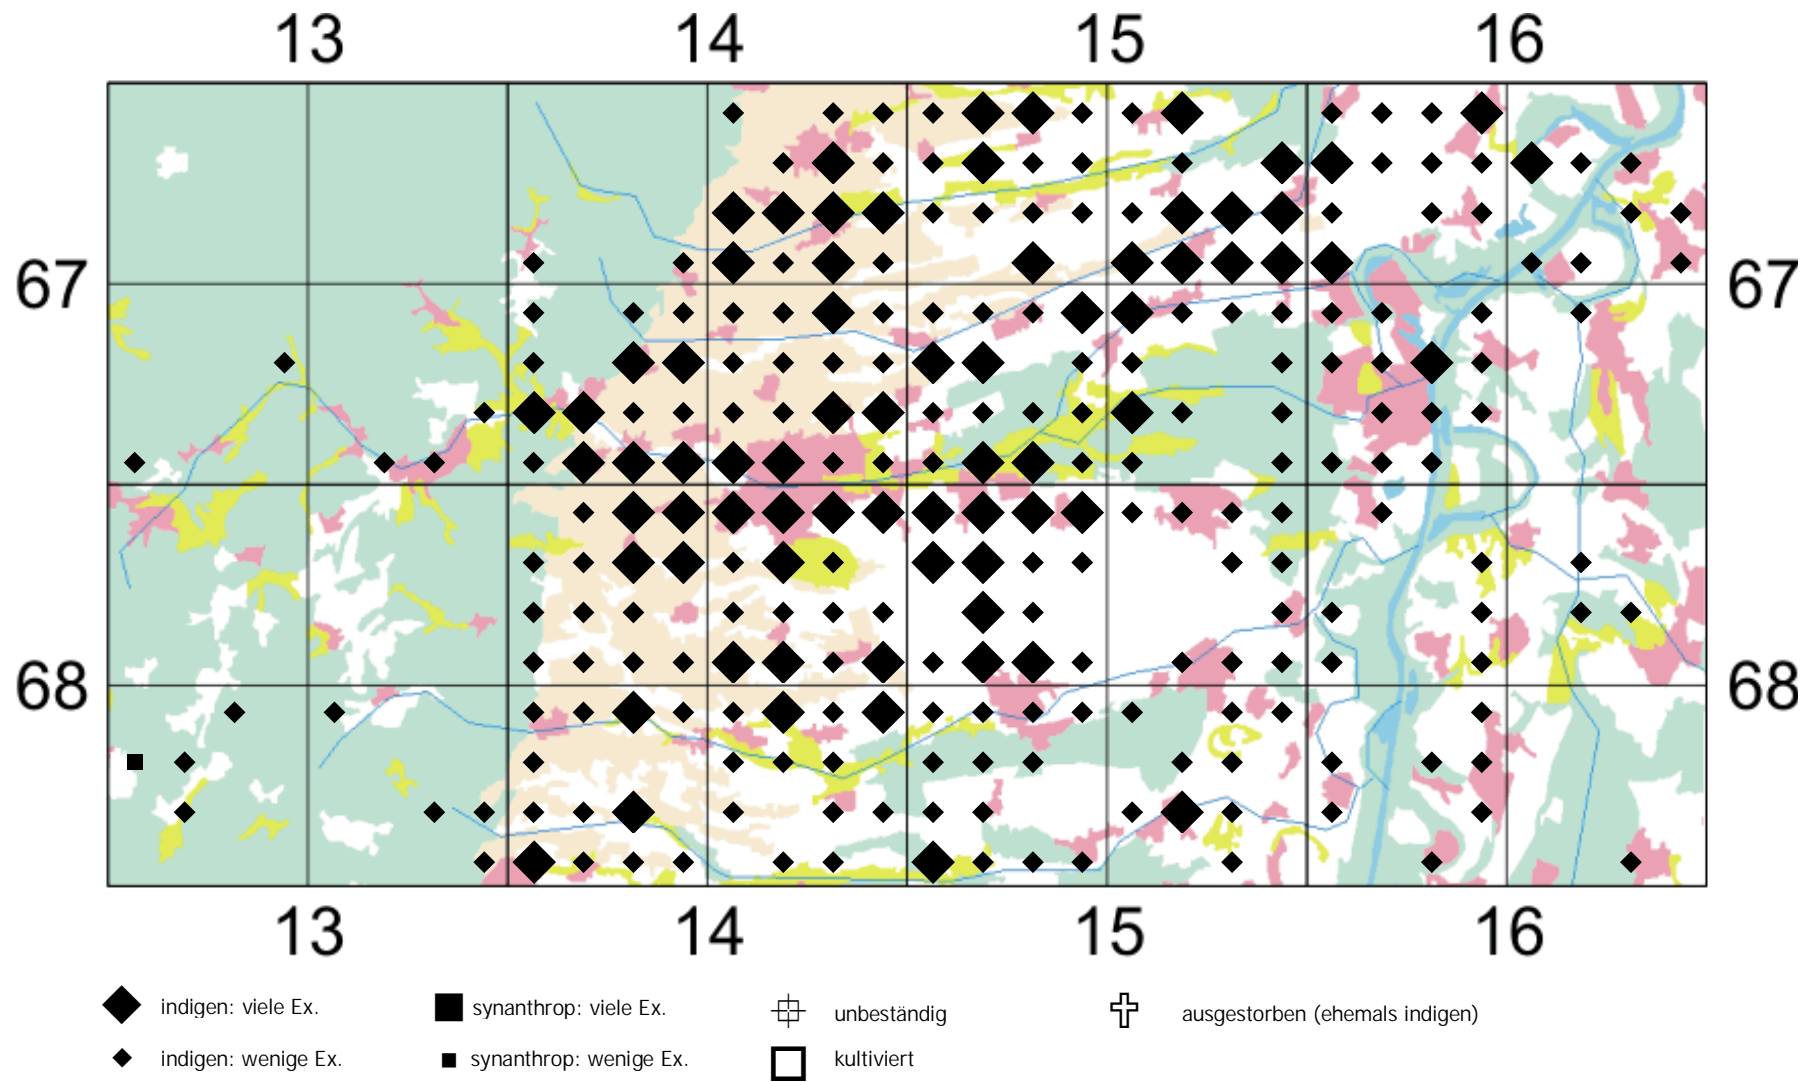 13 14 15 16
67 67
68 68
13 14 15 16
indigen: viele Ex. synanthrop: viele Ex. unbeständig ausgestorben (ehemals indigen)
indigen: wenige Ex. synanthrop: wenige Ex. kultiviert